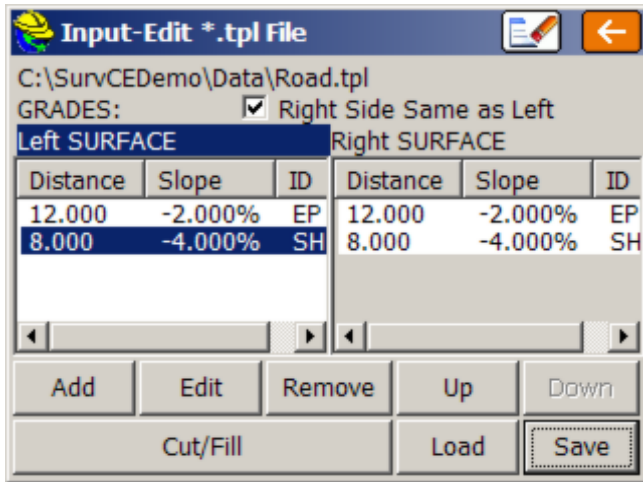 Input-Edit *.tpl File
C:\SurvCEDemo\Data\Road.tpl
GRADES: Right Side Same as Left
Left SURFACE Right SURFACE
Distance Slope ID Distance Slope ID
12.000 -2.000% EP 12.000 -2.000% EP
8.000 -4.000% SH 8.000 -4.000% SH
Add Edit Remove Up Down
Cut/Fill Load Save